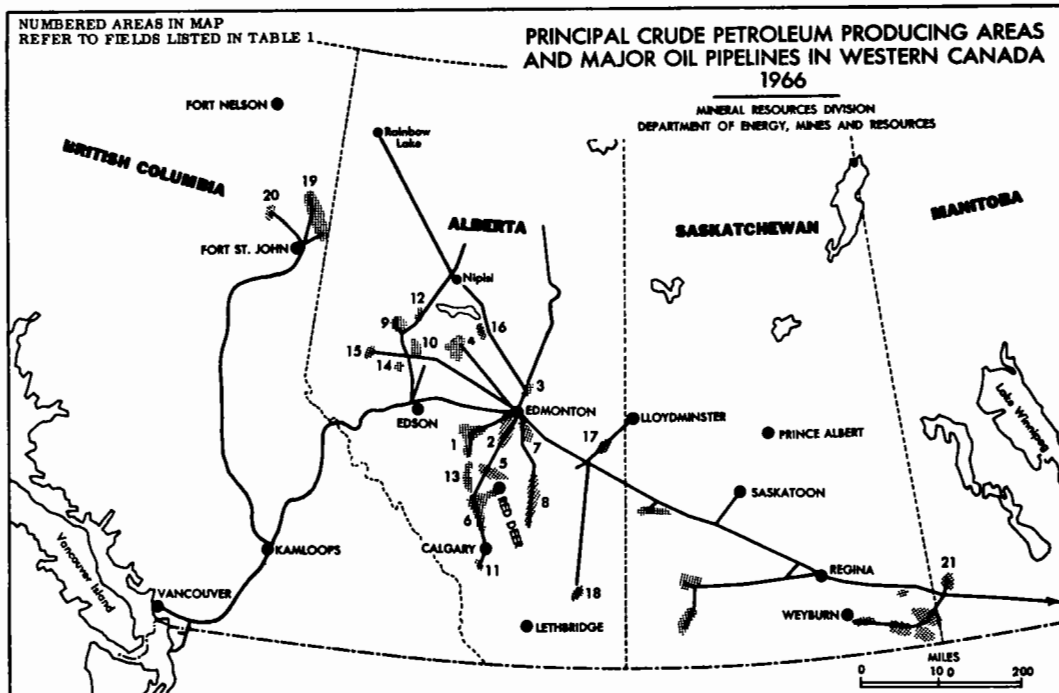 NUMBERED AREAS IN MAP
REFER TO FIELDS LISTED IN TABLE 1
PRINCIPAL CRUDE PETROLEUM PRODUCING AREAS
AND MAJOR OIL PIPELINES IN WESTERN CANADA
1966
MINERAL RESOURCES DIVISION
DEPARTMENT OF ENERGY, MINES AND RESOURCES
FORT NELSON
Rainbow
Lake
BRITISH COLUMBIA
20
19
ALBERTA
SASKATCHEWAN
MANITOBA
FORT ST. JOHN
Nipisi
12
9
16
15
10
4
14
3
EDSON
EDMONTON
LLOYDMINSTER
1
2
7
17
PRINCE ALBERT
Lake Winnipeg
13
5
8
SASKATOON
RED DEER
6
CALGARY
11
KAMLOOPS
Vancouver Island
VANCOUVER
18
REGINA
21
WEYBURN
LETHBRIDGE
MILES
0 10 0 200